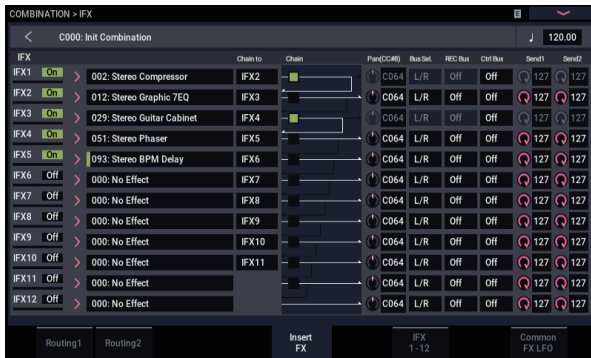 COMBINATION > IFX E
C000: Init Combination ♩ 120.00
IFX Chain to Chain Pan(CC#8) Bus Sel. REC Bus Ctrl Bus Send1 Send2
IFX1 On 002: Stereo Compressor IFX2 C064 L/R Off Off 127 127
IFX2 On 012: Stereo Graphic 7EQ IFX3 C064 L/R Off Off 127 127
IFX3 On 029: Stereo Guitar Cabinet IFX4 C064 L/R Off Off 127 127
IFX4 On 051: Stereo Phaser IFX5 C064 L/R Off Off 127 127
IFX5 On 093: Stereo BPM Delay IFX6 C064 L/R Off Off 127 127
IFX6 Off 000: No Effect IFX7 C064 L/R Off Off 127 127
IFX7 Off 000: No Effect IFX8 C064 L/R Off Off 127 127
IFX8 Off 000: No Effect IFX9 C064 L/R Off Off 127 127
IFX9 Off 000: No Effect IFX10 C064 L/R Off Off 127 127
IFX10 Off 000: No Effect IFX11 C064 L/R Off Off 127 127
IFX11 Off 000: No Effect C064 L/R Off Off 127 127
IFX12 Off 000: No Effect C064 L/R Off Off 127 127
Routing1 Routing2 Insert FX IFX 1-12 Common FX LFO